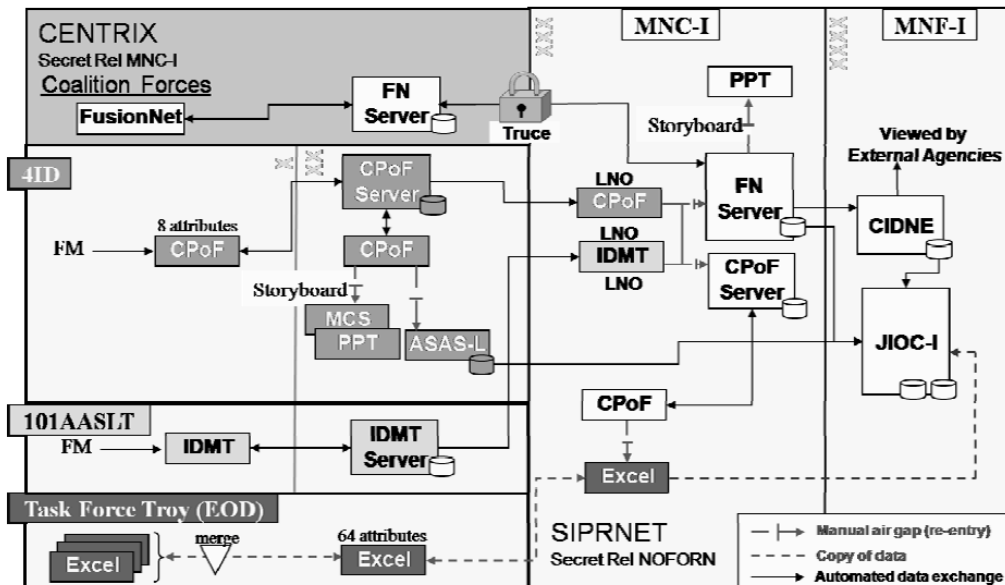 CENTRIX
Secret Rel MNC-I
Coalition Forces
FusionNet
FN
Server
Truce
MNC-I
XXXX
MNF-I
XXXXX
PPT
Storyboard
Viewed by
External Agencies
4ID
X
XX
CPoF
Server
8 attributes
FM
CPoF
CPoF
Storyboard
MCS
PPT
ASAS-L
LNO
CPoF
LNO
IDMT
LNO
FN
Server
CPoF
Server
CIDNE
JIOC-I
101AASLT
FM
IDMT
IDMT
Server
CPoF
Excel
Task Force Troy (EOD)
Excel
merge
64 attributes
Excel
SIPRNET
Secret Rel NOFORN
Manual air gap (re-entry)
Copy of data
Automated data exchange